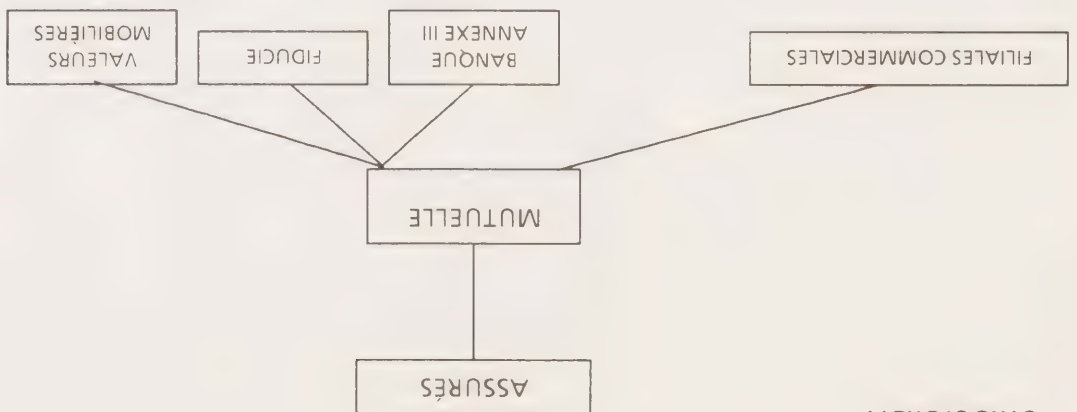 ASSURÉS
MUTUELLE
FILIALES COMMERCIALES
BANQUE
ANNEXE III
FIDUCIE
VALEURS
MOBILIÈRES